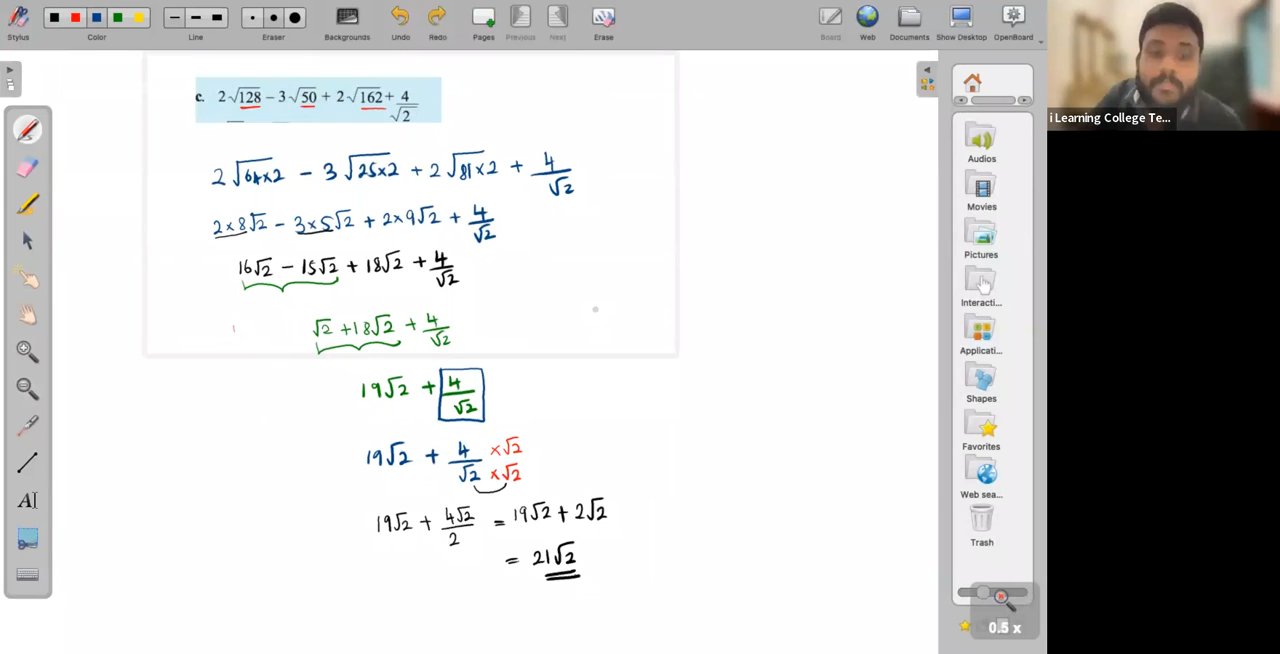 Stylus Color Line Eraser Backgrounds Undo Redo Pages Previous Next Erase Board Web Documents Show Desktop OpenBoard
i Learning College Te...
c. 2√128 − 3√50 + 2√162 + 4/√2
2√64×2 − 3√25×2 + 2√81×2 + 4/√2
2×8√2 − 3×5√2 + 2×9√2 + 4/√2
16√2 − 15√2 + 18√2 + 4/√2
√2 + 18√2 + 4/√2
19√2 + 4/√2
19√2 + 4/√2 ×√2 ×√2
19√2 + 4√2/2 = 19√2 + 2√2
= 21√2
AI
Audios
Movies
Pictures
Interacti...
Applicati...
Shapes
Favorites
Web sea...
Trash
0.5 x